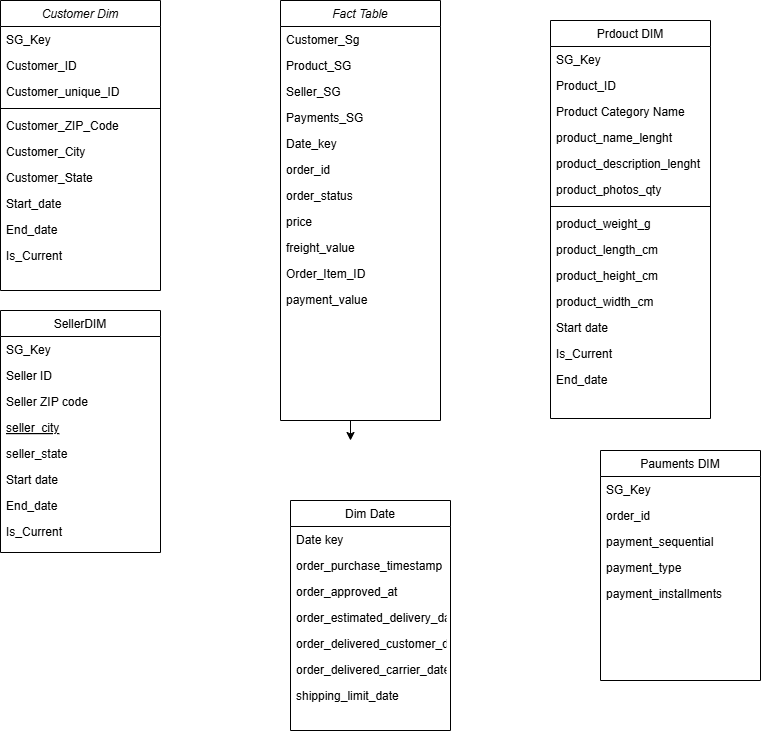 Customer Dim
SG_Key
Customer_ID
Customer_unique_ID
Customer_ZIP_Code
Customer_City
Customer_State
Start_date
End_date
Is_Current
SellerDIM
SG_Key
Seller ID
Seller ZIP code
seller_city
seller_state
Start date
End_date
Is_Current
Fact Table
Customer_Sg
Product_SG
Seller_SG
Payments_SG
Date_key
order_id
order_status
price
freight_value
Order_Item_ID
payment_value
Dim Date
Date key
order_purchase_timestamp
order_approved_at
order_estimated_delivery_da
order_delivered_customer_d
order_delivered_carrier_date
shipping_limit_date
Prdouct DIM
SG_Key
Product_ID
Product Category Name
product_name_lenght
product_description_lenght
product_photos_qty
product_weight_g
product_length_cm
product_height_cm
product_width_cm
Start date
Is_Current
End_date
Pauments DIM
SG_Key
order_id
payment_sequential
payment_type
payment_installments